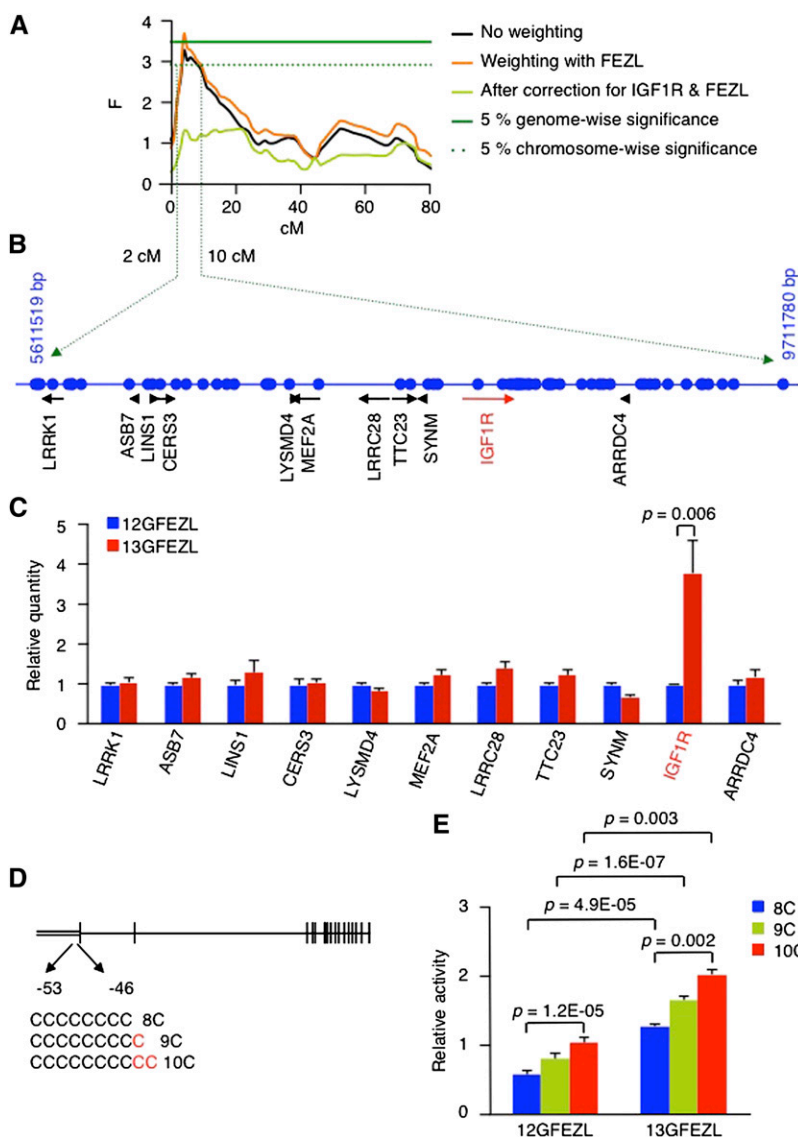 A
4
3
2
1
0
F
0
20
40
60
80
cM
No weighting
Weighting with FEZL
After correction for IGF1R & FEZL
5 % genome-wise significance
5 % chromosome-wise significance
B
2 cM
10 cM
5611519 bp
9711780 bp
LRRK1
ASB7
LINS1
CERS3
LYSMD4
MEF2A
LRRC28
TTC23
SYNM
IGF1R
ARRDC4
C
5
4
3
2
1
0
Relative quantity
12GFEZL
13GFEZL
p = 0.006
LRRK1
ASB7
LINS1
CERS3
LYSMD4
MEF2A
LRRC28
TTC23
SYNM
IGF1R
ARRDC4
D
-53
-46
CCCCCCCC 8C
CCCCCCCCC 9C
CCCCCCCCCC 10C
E
p = 0.003
p = 1.6E-07
p = 4.9E-05
p = 0.002
p = 1.2E-05
3
2
1
0
Relative activity
8C
9C
10C
12GFEZL
13GFEZL